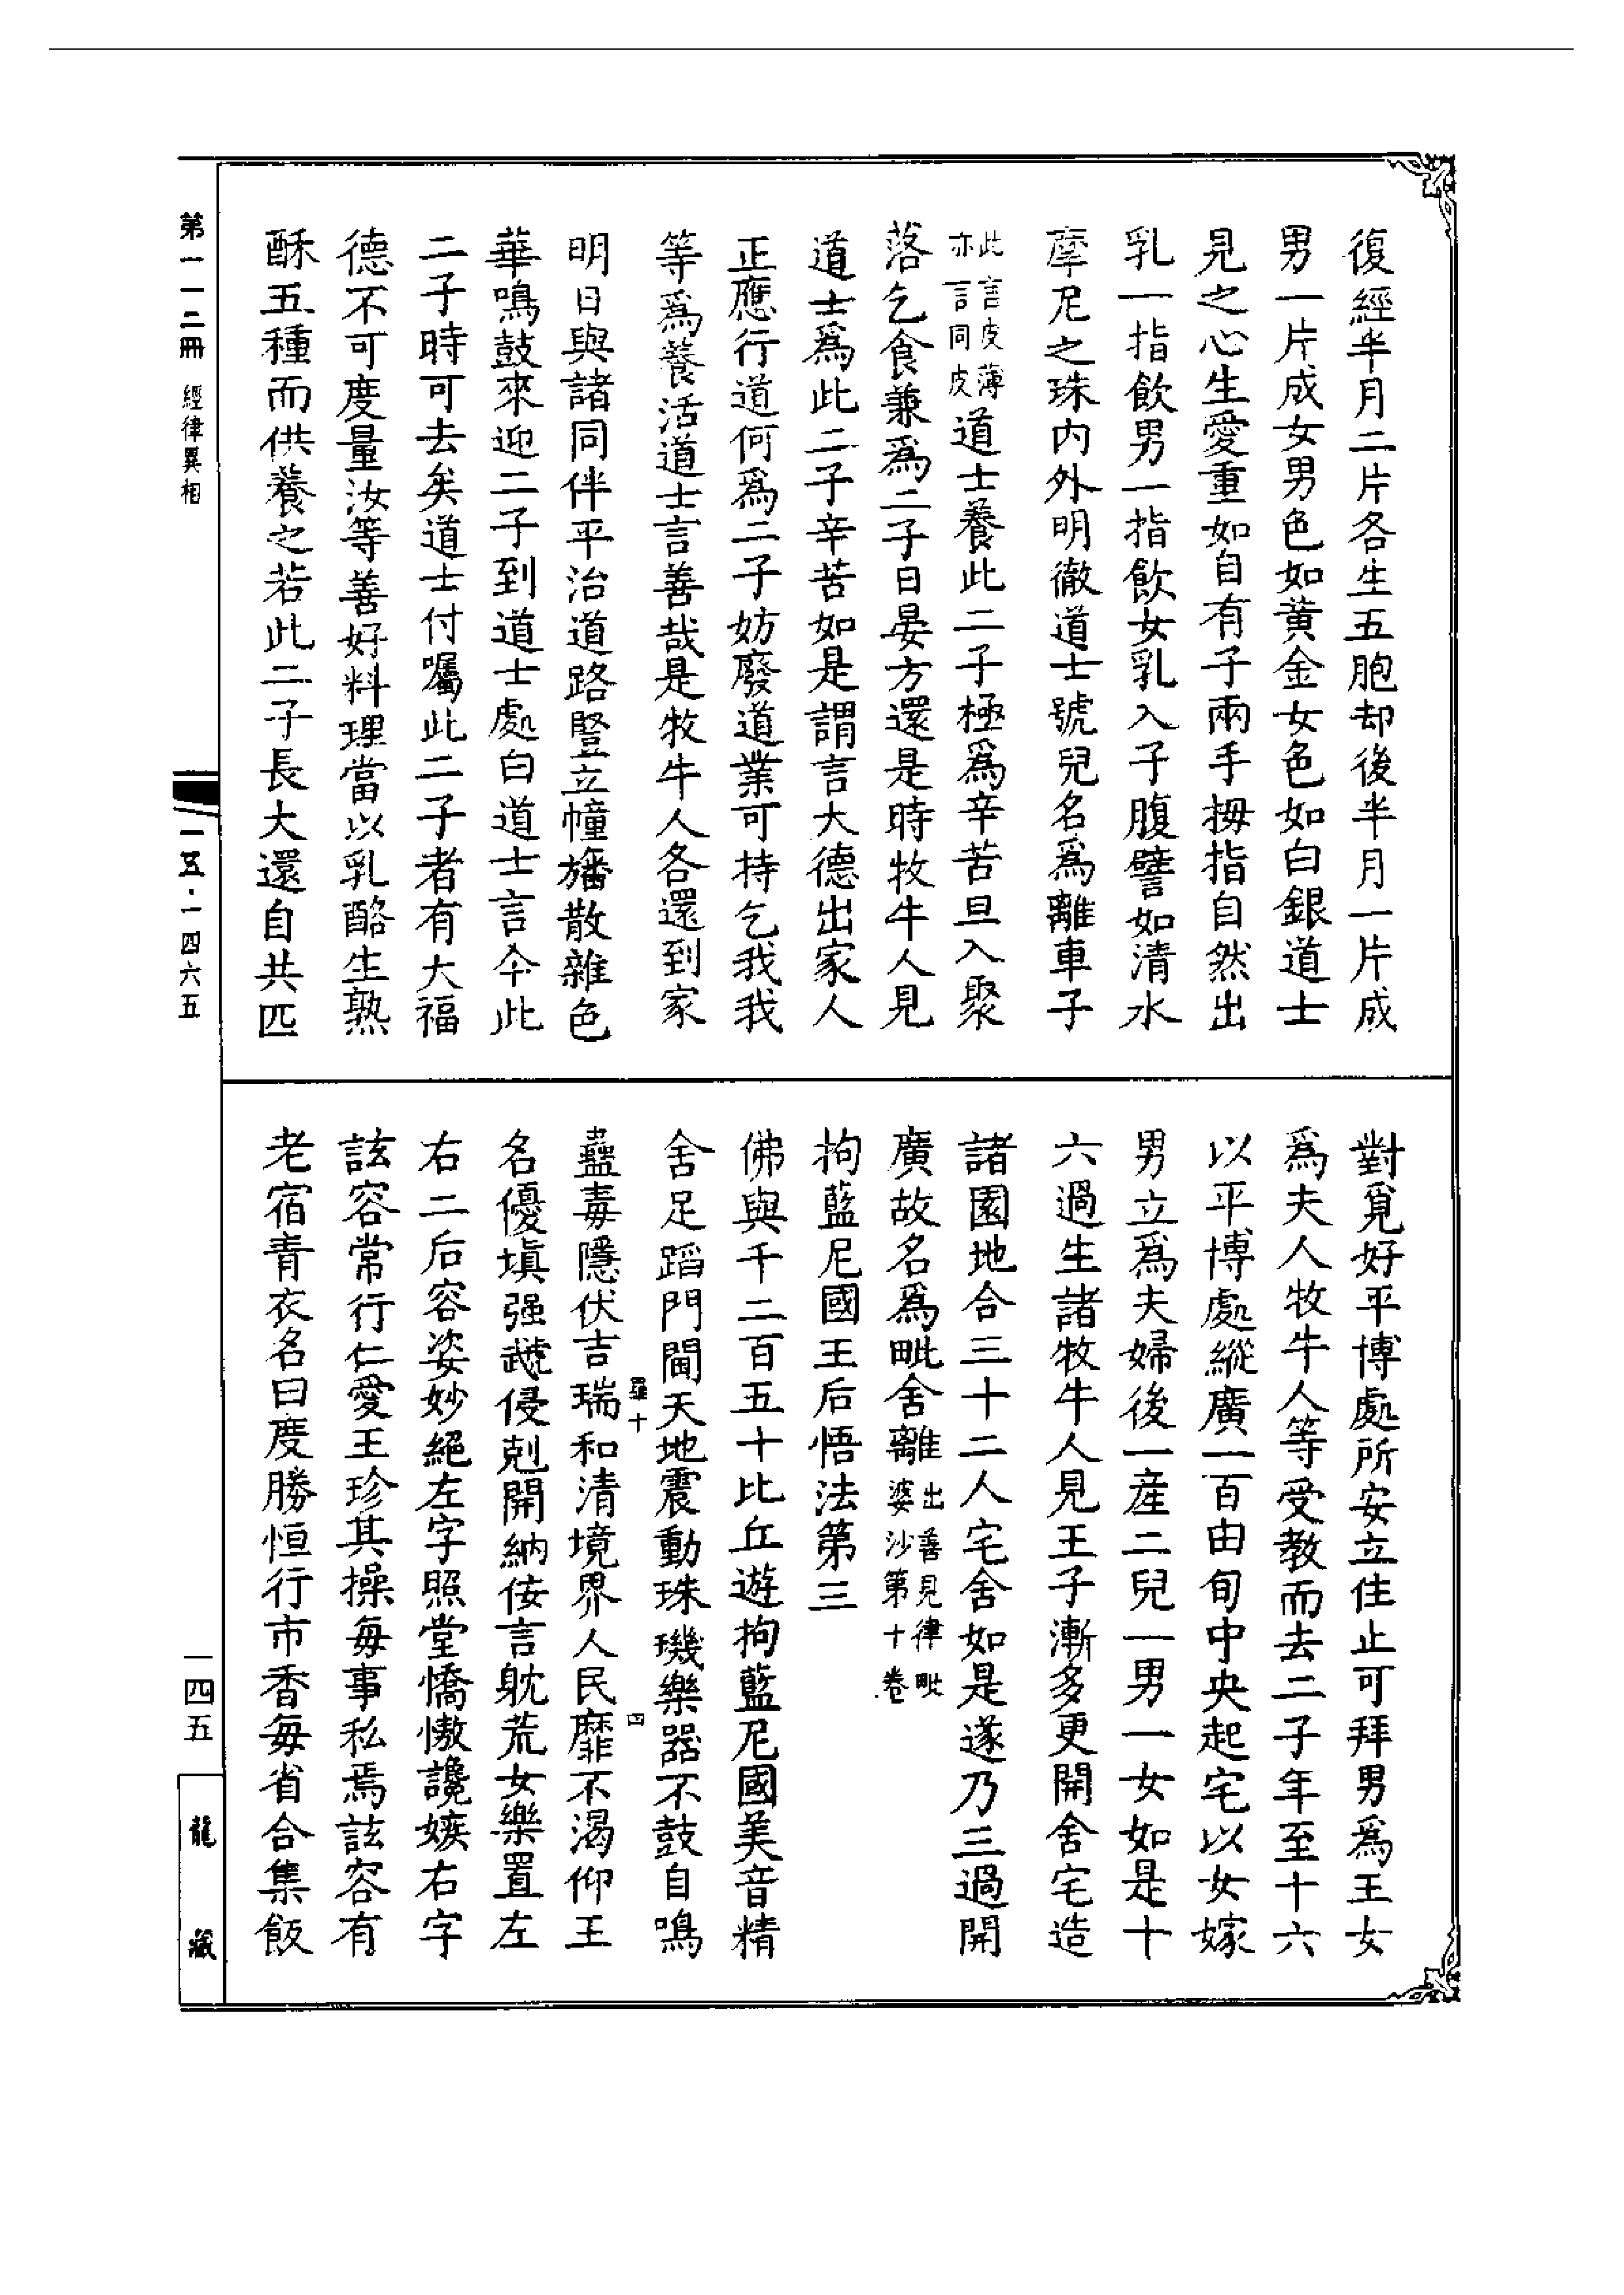 復經半月二片各生五胞却後半月一片成
男一片成女男色如黄金女色如白銀道士
見之心生愛重如自有子兩手拇指自然出
乳一指飲男一指飲女乳入子腹譬如清水
摩尼之珠内外明徹道士號兒名爲離車子
此言皮薄
亦言同皮
道士養此二子極爲辛苦旦入聚
落乞食兼爲二子日晏方還是時牧牛人見
道士爲此二子辛苦如是謂言大德出家人
正應行道何爲二子妨廢道業可持乞我我
等爲養活道士言善哉是牧牛人各還到家
明日與諸同伴平治道路竪立幢旛散雜色
華鳴鼓來迎二子到道士處白道士言今此
二子時可去矣道士付囑此二子者有大福
德不可度量汝等善好料理當以乳酪生熟
酥五種而供養之若此二子長大還自共匹
對覓好平博處所安立住止可拜男爲王女
爲夫人牧牛人等受教而去二子年至十六
以平博處縱廣一百由旬中央起宅以女嫁
男立爲夫婦後一産二兒一男一女如是十
六過生諸牧牛人見王子漸多更開舍宅造
諸園地合三十二人宅舍如是遂乃三過開
廣故名爲毗舍離
出善見律毗
婆沙第十卷
拘藍尼國王后悟法第三
佛與千二百五十比丘遊拘藍尼國美音精
舍足蹈門閫天地震動珠璣樂器不鼓自鳴
羅十
四
蠱毒隱伏吉瑞和清境界人民靡不渴仰王
名優塡强虣侵剋開納佞言躭荒女樂置左
右二后容姿妙絕左字照堂憍慠讒嫉右字
該容常行仁愛王珍其操每事私焉該容有
老宿青衣名曰度勝恒行市香每省合集飯
第一一二冊 經律異相
一五·一四六五
一四五
龍藏